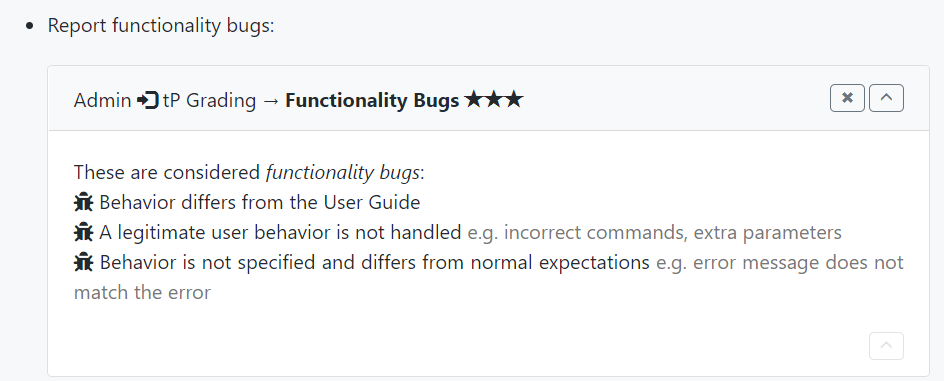 Report functionality bugs:
Admin tP Grading → Functionality Bugs ★★★
These are considered functionality bugs:
Behavior differs from the User Guide
A legitimate user behavior is not handled e.g. incorrect commands, extra parameters
Behavior is not specified and differs from normal expectations e.g. error message does not
match the error